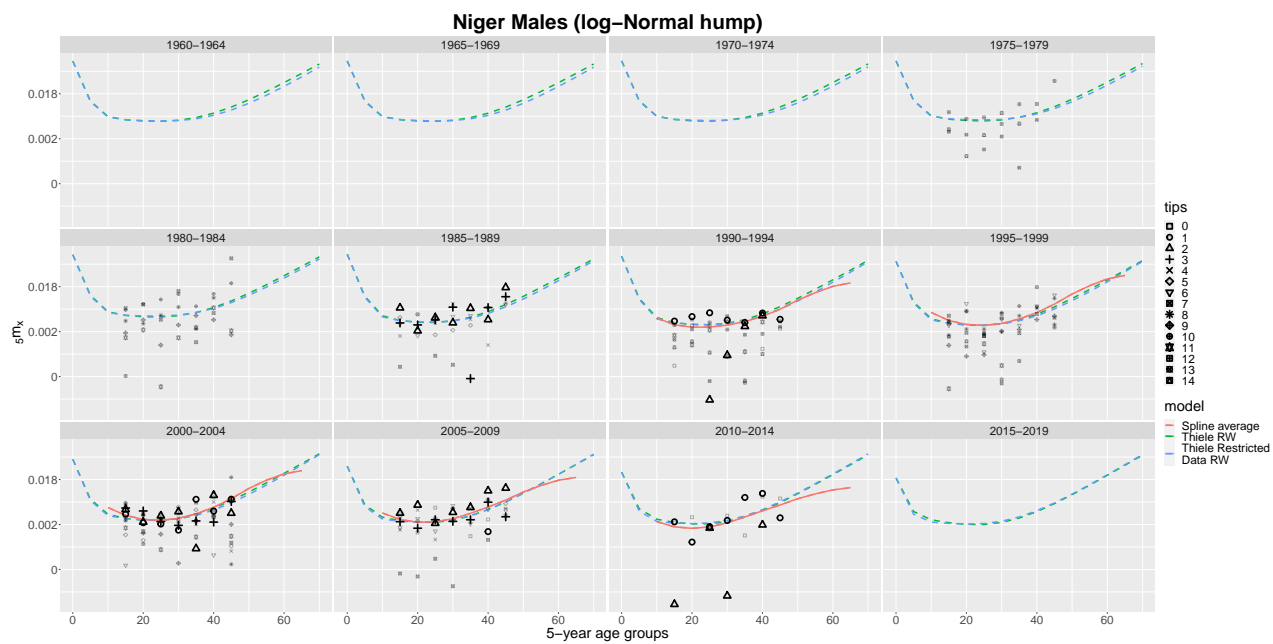 Niger Males (log−Normal hump)
1960−1964
1965−1969
1970−1974
1975−1979
0.018
0.002
0
1980−1984
1985−1989
1990−1994
1995−1999
0.018
0.002
0
2000−2004
2005−2009
2010−2014
2015−2019
0.018
0.002
0
0 20 40 60
0 20 40 60
0 20 40 60
0 20 40 60
5-year age groups
5mx
tips
0
1
2
3
4
5
6
7
8
9
10
11
12
13
14
model
Spline average
Thiele RW
Thiele Restricted
Data RW